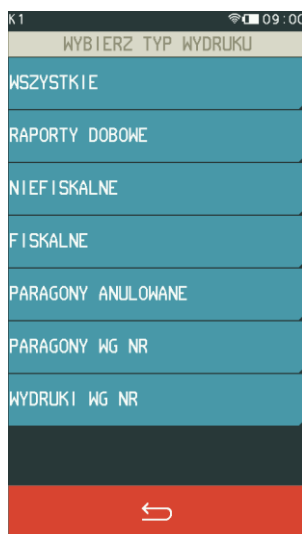 K1 09:00
WYBIERZ TYP WYDRUKU
WSZYSTKIE
RAPORTY DOBOWE
NIEFISKALNE
FISKALNE
PARAGONY ANULOWANE
PARAGONY WG NR
WYDRUKI WG NR